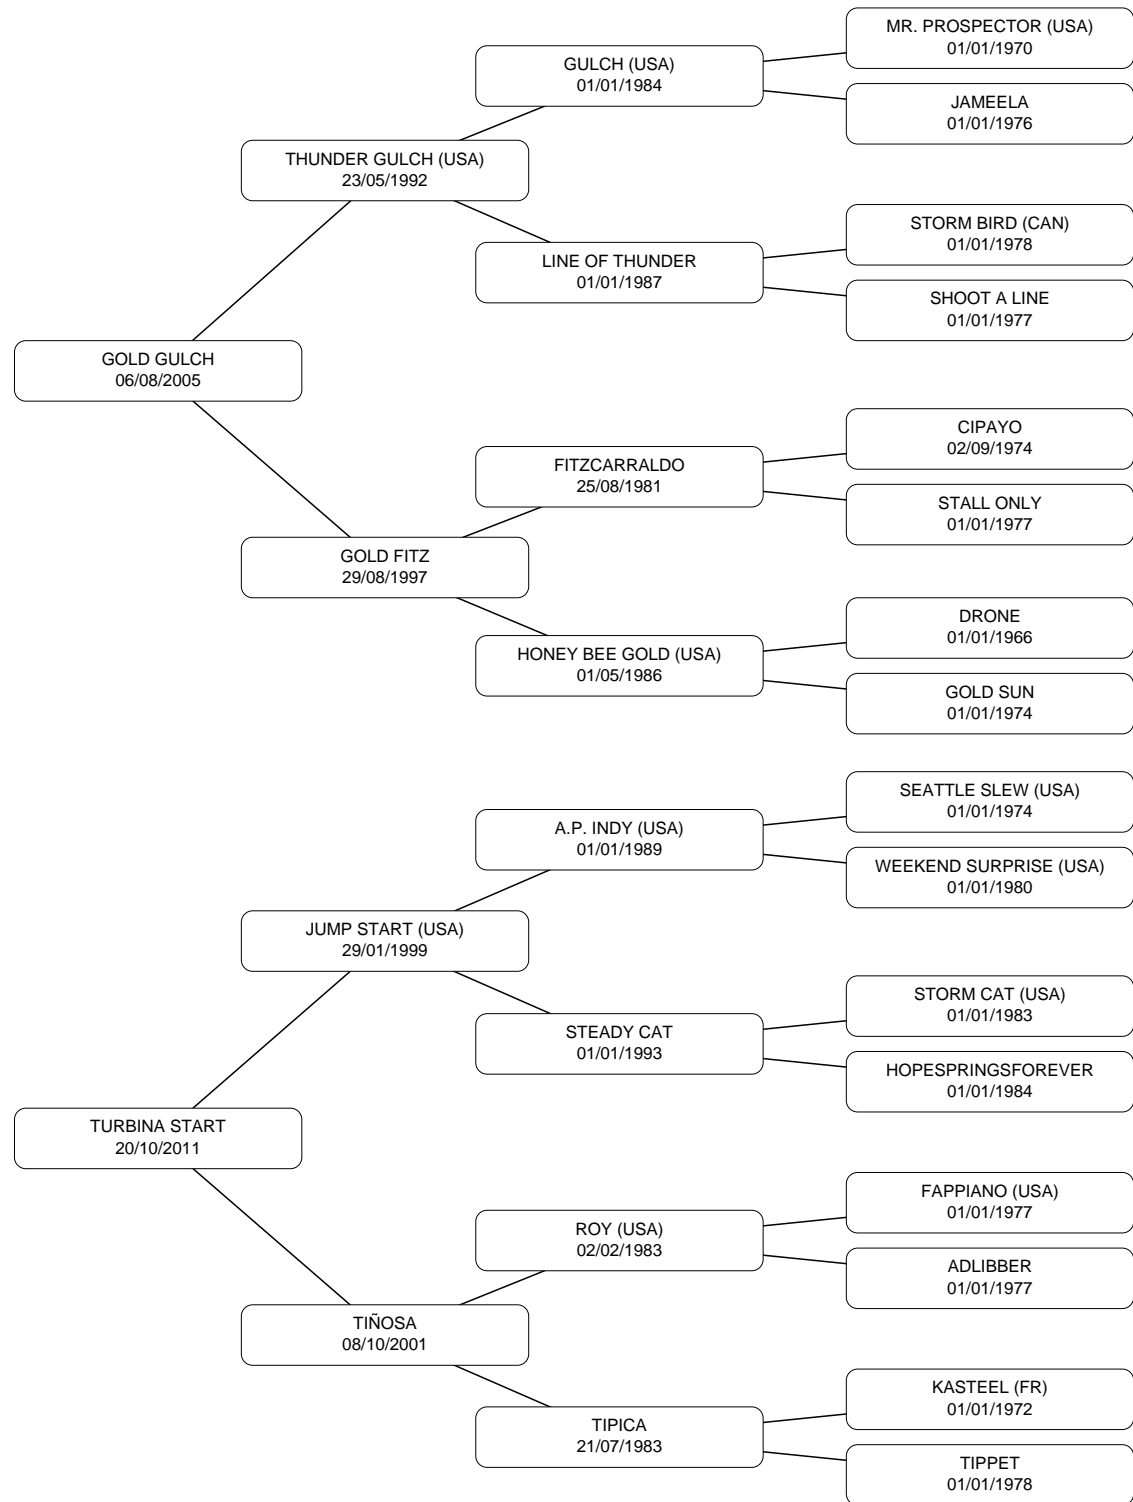 MR. PROSPECTOR (USA)
01/01/1970
GULCH (USA)
01/01/1984
JAMEELA
01/01/1976
THUNDER GULCH (USA)
23/05/1992
STORM BIRD (CAN)
01/01/1978
LINE OF THUNDER
01/01/1987
SHOOT A LINE
01/01/1977
GOLD GULCH
06/08/2005
CIPAYO
02/09/1974
FITZCARRALDO
25/08/1981
STALL ONLY
01/01/1977
GOLD FITZ
29/08/1997
DRONE
01/01/1966
HONEY BEE GOLD (USA)
01/05/1986
GOLD SUN
01/01/1974
SEATTLE SLEW (USA)
01/01/1974
A.P. INDY (USA)
01/01/1989
WEEKEND SURPRISE (USA)
01/01/1980
JUMP START (USA)
29/01/1999
STORM CAT (USA)
01/01/1983
STEADY CAT
01/01/1993
HOPESPRINGSFOREVER
01/01/1984
TURBINA START
20/10/2011
FAPPIANO (USA)
01/01/1977
ROY (USA)
02/02/1983
ADLIBBER
01/01/1977
TIÑOSA
08/10/2001
KASTEEL (FR)
01/01/1972
TIPICA
21/07/1983
TIPPET
01/01/1978